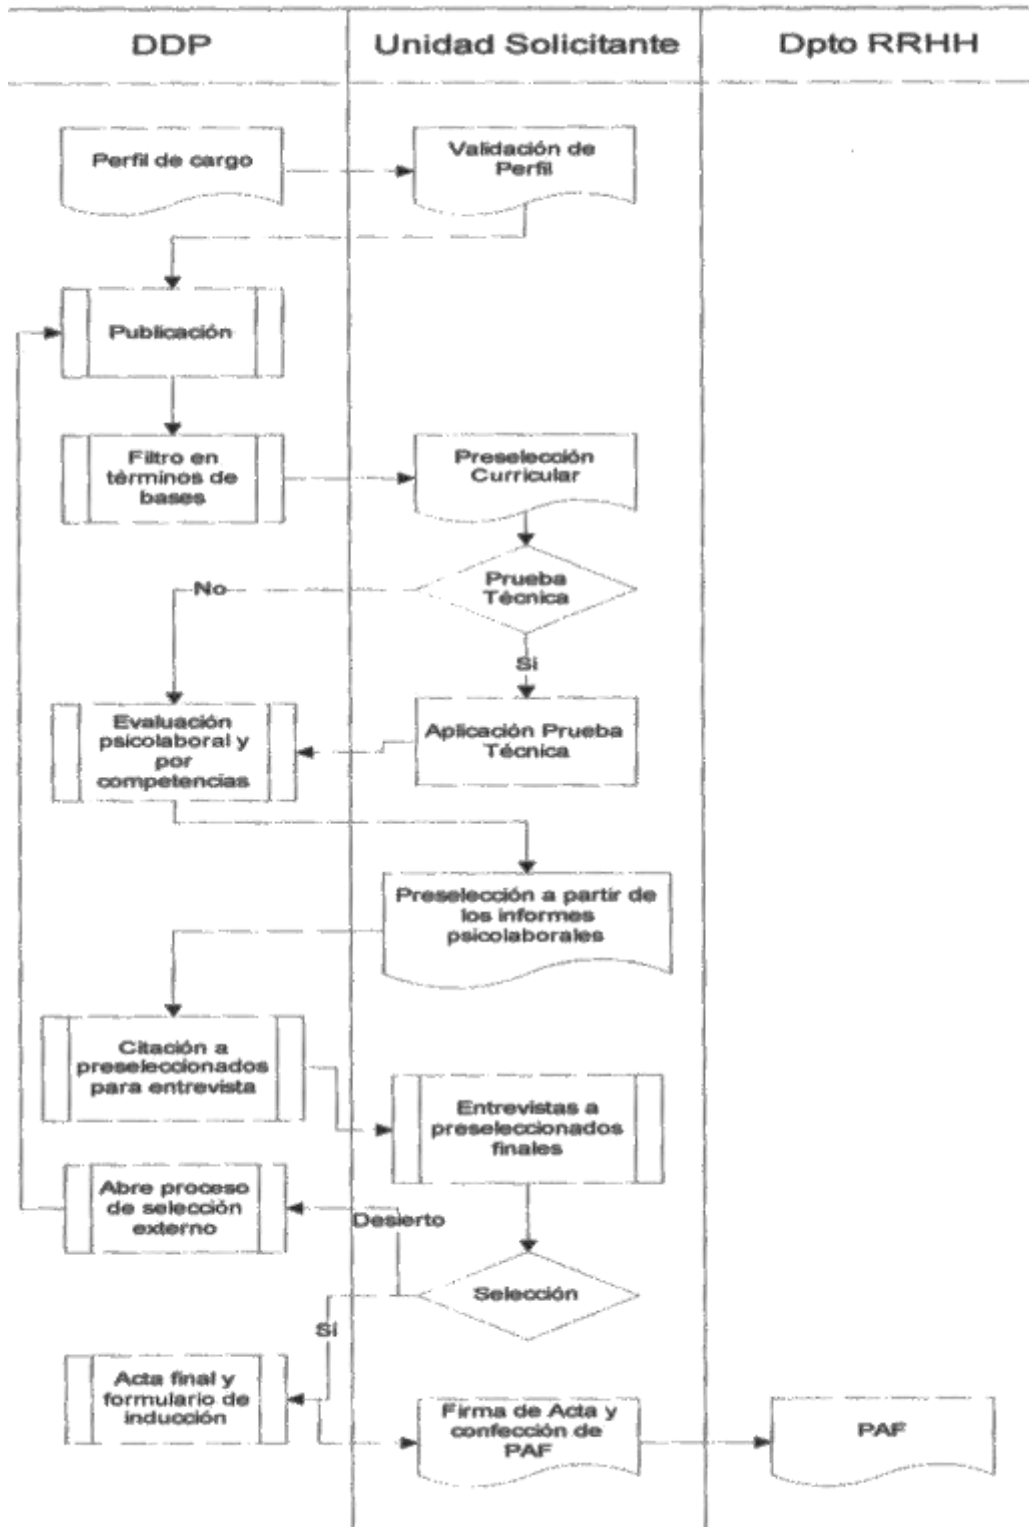 DDP
Unidad Solicitante
Dpto RRHH
Perfil de cargo
Validación de
Perfil
Publicación
Filtro en
términos de
bases
Preselección
Curricular
Prueba
Técnica
No
Si
Evaluación
psicolaboral y
por
competencias
Aplicación Prueba
Técnica
Preselección a partir de
los informes
psicolaborales
Citación a
preseleccionados
para entrevista
Entrevistas a
preseleccionados
finales
Abre proceso
de selección
externo
Desierto
Selección
Sí
Acta final y
formulario de
inducción
Firma de Acta y
confección de
PAF
PAF